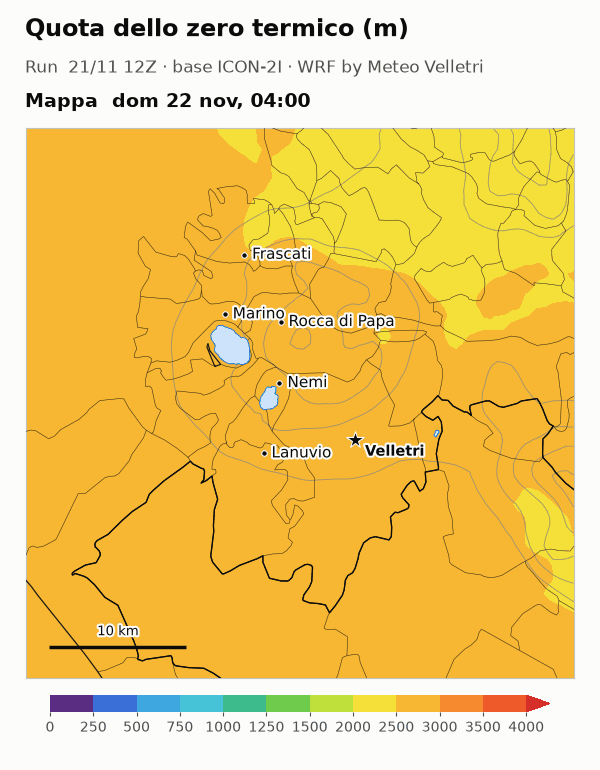 Quota dello zero termico (m)
Run  21/11 12Z · base ICON-2I · WRF by Meteo Velletri
Mappa  dom 22 nov, 04:00
Frascati
Marino
Rocca di Papa
Nemi
Velletri
Lanuvio
10 km
0 250 500 750 1000 1250 1500 2000 2500 3000 3500 4000